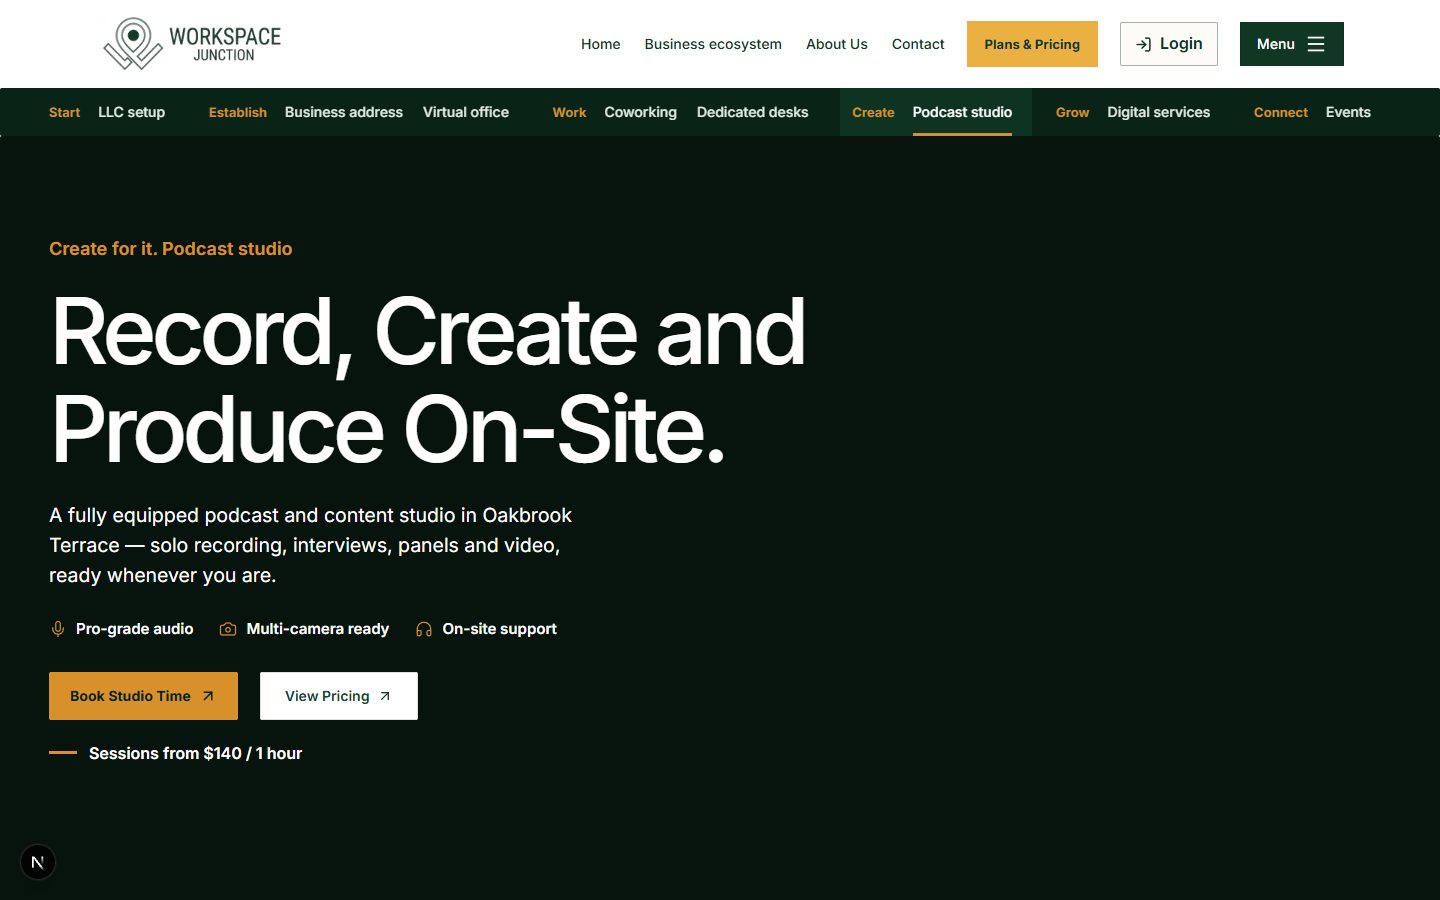 WORKSPACE
JUNCTION
Home Business ecosystem About Us Contact Plans & Pricing Login Menu
Start LLC setup Establish Business address Virtual office Work Coworking Dedicated desks Create Podcast studio Grow Digital services Connect Events
Create for it. Podcast studio
Record, Create and
Produce On-Site.
A fully equipped podcast and content studio in Oakbrook
Terrace — solo recording, interviews, panels and video,
ready whenever you are.
Pro-grade audio Multi-camera ready On-site support
Book Studio Time View Pricing
Sessions from $140 / 1 hour
N